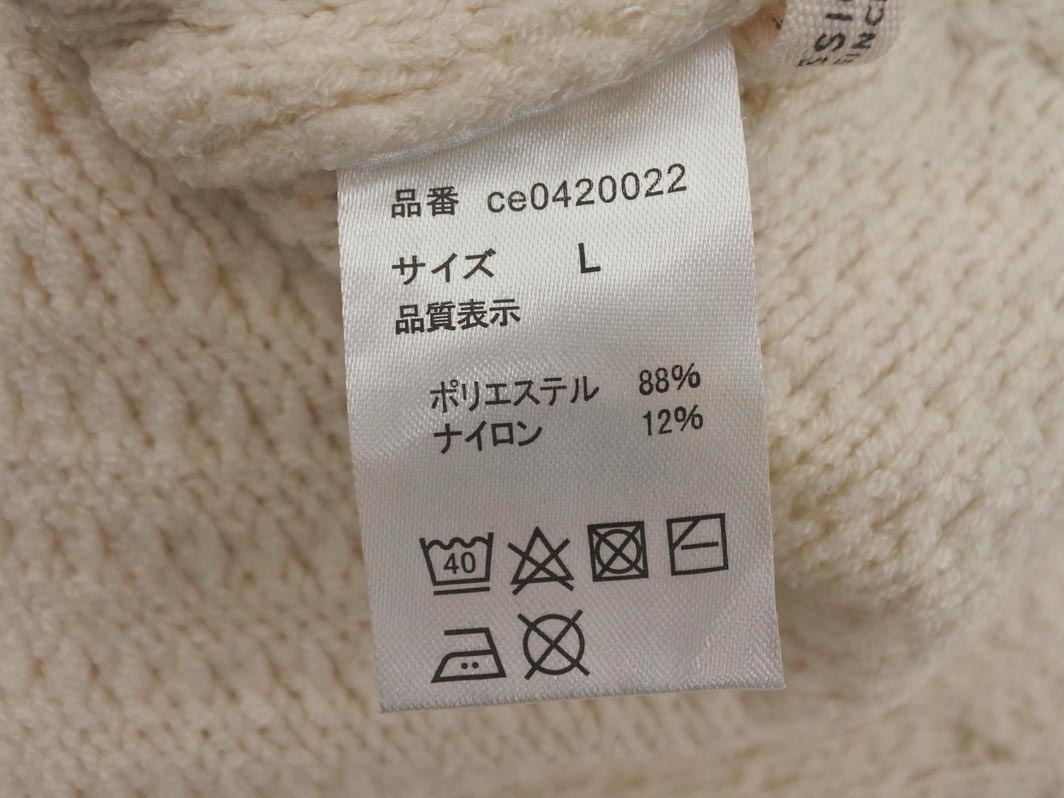 品番 ce0420022
サイズ L
品質表示
ポリエステル 88%
ナイロン 12%
40